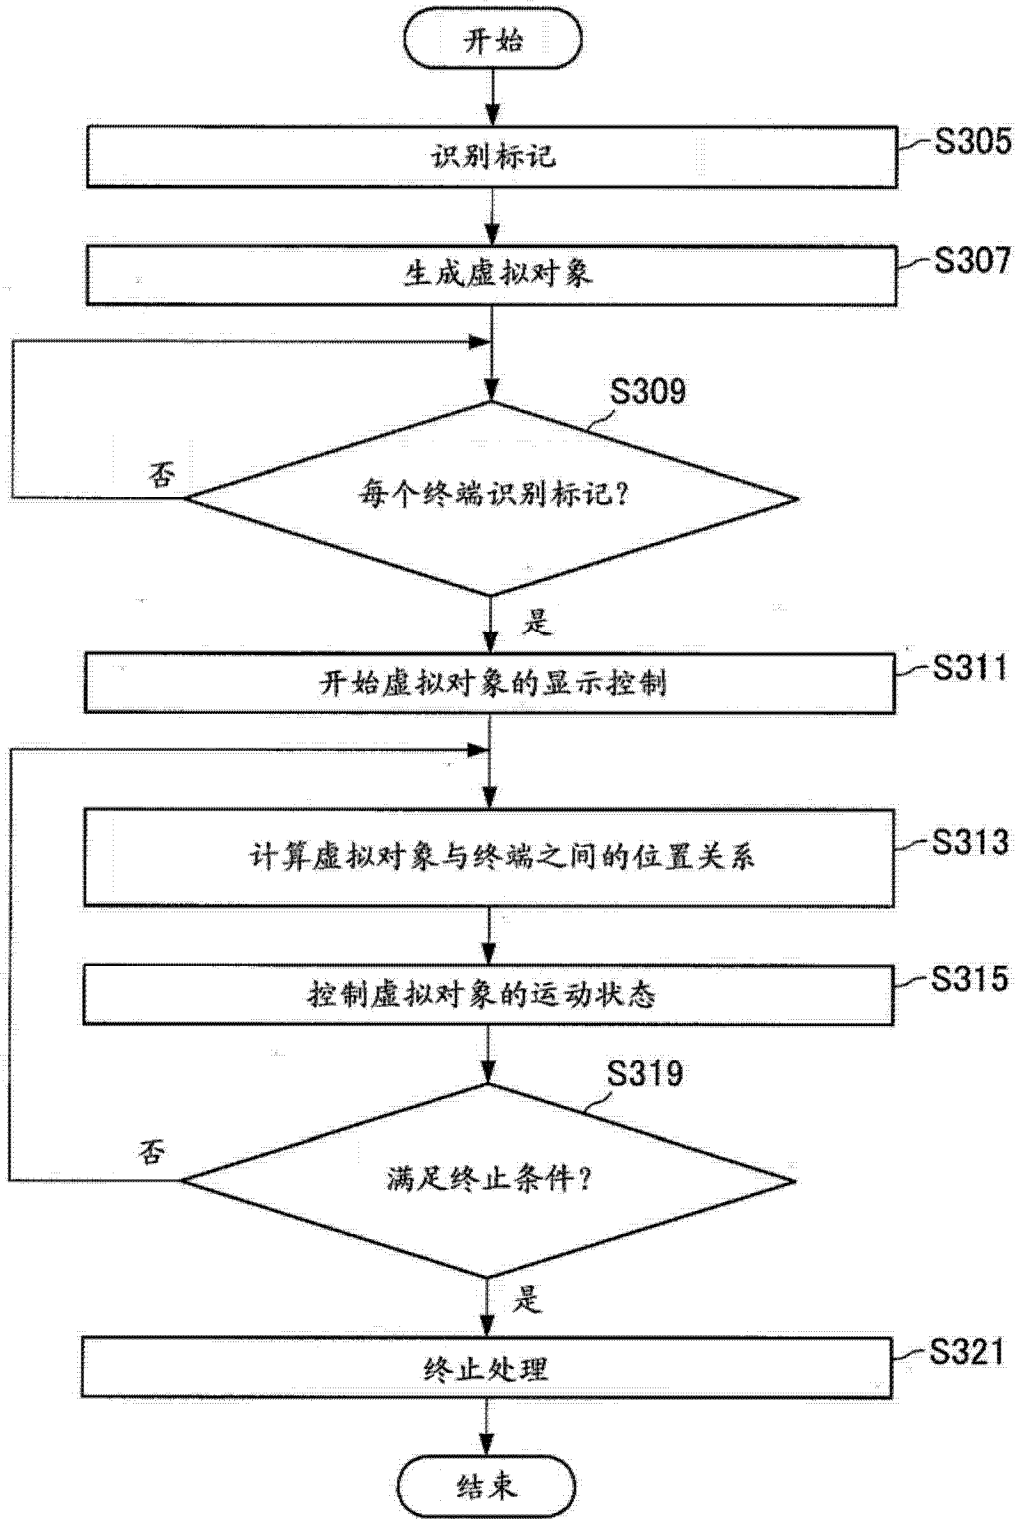 开始
识别标记
S305
生成虚拟对象
S307
S309
每个终端识别标记？
否
是
开始虚拟对象的显示控制
S311
计算虚拟对象与终端之间的位置关系
S313
控制虚拟对象的运动状态
S315
S319
满足终止条件？
否
是
终止处理
S321
结束